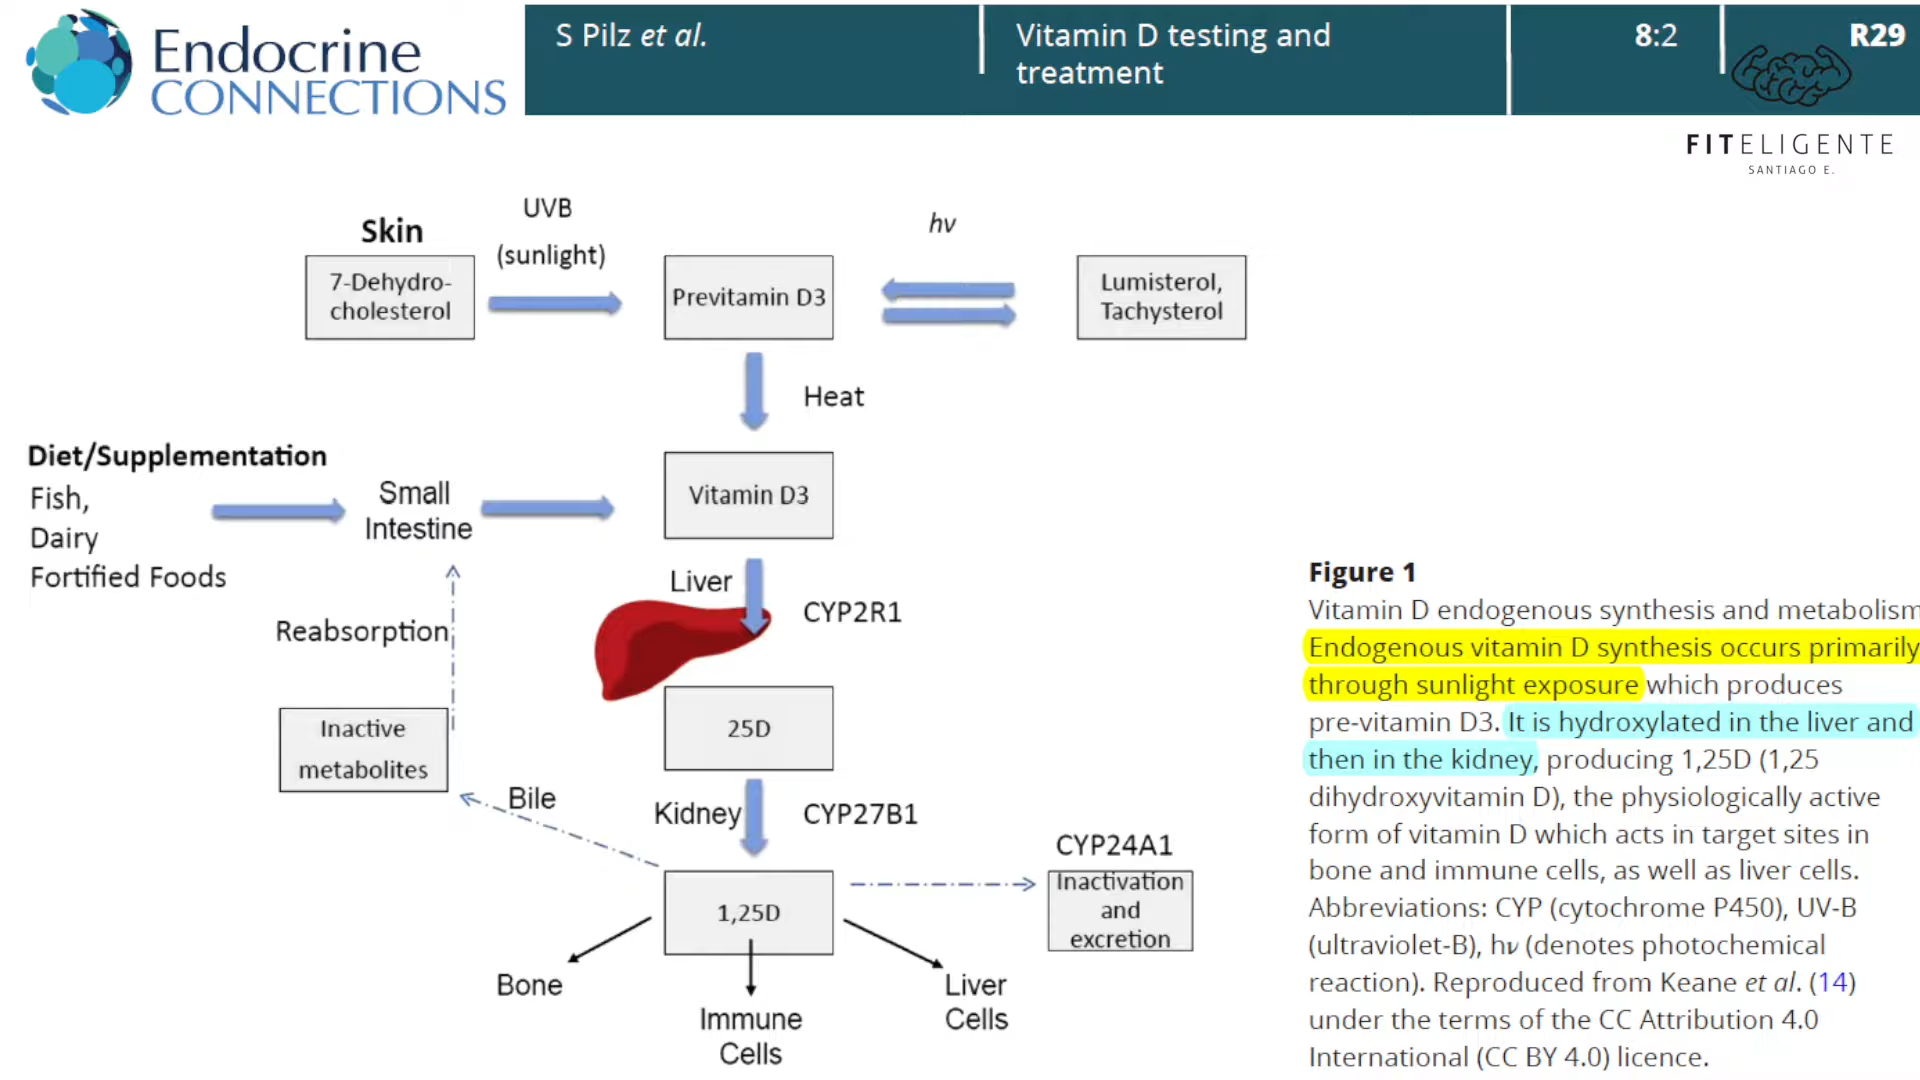 Endocrine
CONNECTIONS
S Pilz et al.
Vitamin D testing and
treatment
8:2
R29
FITELIGENTE
SANTIAGO E.
Skin
UVB
(sunlight)
hν
7-Dehydro-
cholesterol
Previtamin D3
Lumisterol,
Tachysterol
Heat
Diet/Supplementation
Fish,
Dairy
Fortified Foods
Small
Intestine
Vitamin D3
Liver
CYP2R1
Reabsorption
25D
Inactive
metabolites
Bile
Kidney
CYP27B1
CYP24A1
Inactivation
and
excretion
1,25D
Bone
Immune
Cells
Liver
Cells
Figure 1
Vitamin D endogenous synthesis and metabolism
Endogenous vitamin D synthesis occurs primarily
through sunlight exposure which produces
pre-vitamin D3. It is hydroxylated in the liver and
then in the kidney, producing 1,25D (1,25
dihydroxyvitamin D), the physiologically active
form of vitamin D which acts in target sites in
bone and immune cells, as well as liver cells.
Abbreviations: CYP (cytochrome P450), UV-B
(ultraviolet-B), hν (denotes photochemical
reaction). Reproduced from Keane et al. (14)
under the terms of the CC Attribution 4.0
International (CC BY 4.0) licence.